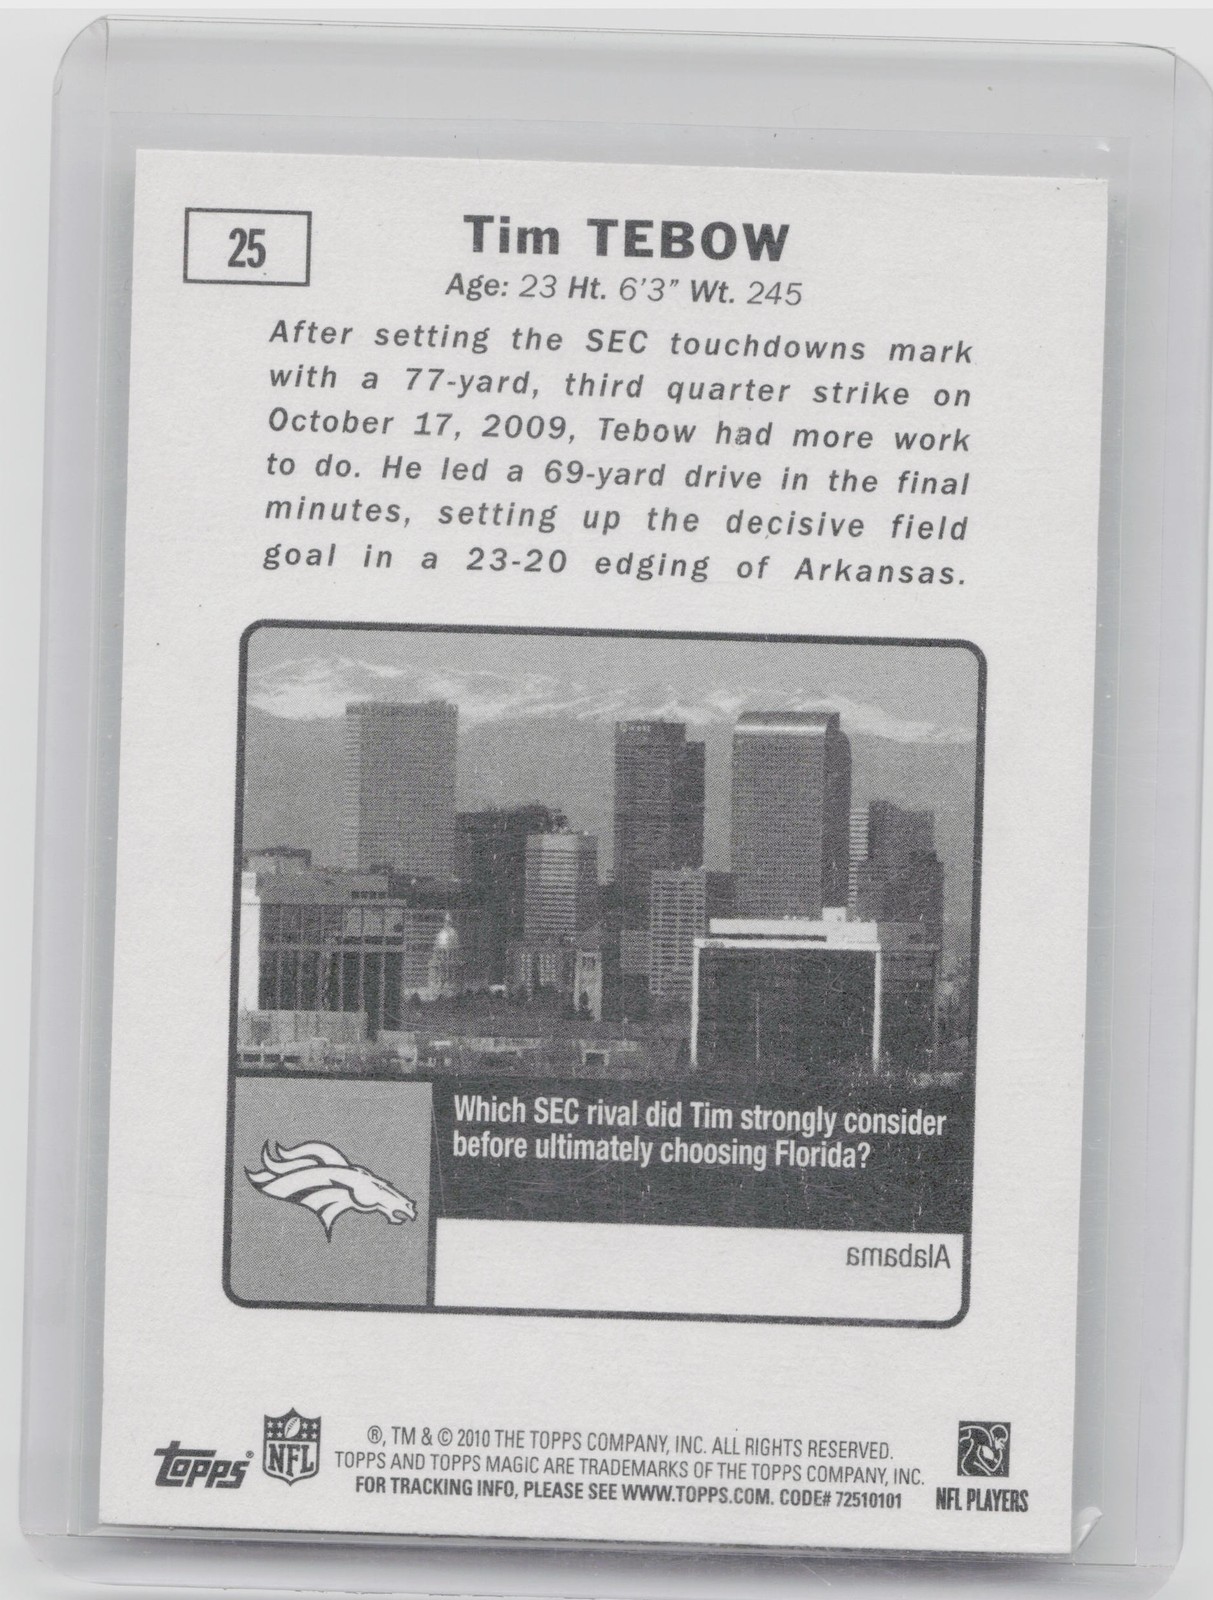 25
Tim TEBOW
Age: 23 Ht. 6'3" Wt. 245
After setting the SEC touchdowns mark
with a 77-yard, third quarter strike on
October 17, 2009, Tebow had more work
to do. He led a 69-yard drive in the final
minutes, setting up the decisive field
goal in a 23-20 edging of Arkansas.
Which SEC rival did Tim strongly consider
before ultimately choosing Florida?
Alabama
Topps®
NFL
®, TM & © 2010 THE TOPPS COMPANY, INC. ALL RIGHTS RESERVED.
TOPPS AND TOPPS MAGIC ARE TRADEMARKS OF THE TOPPS COMPANY, INC.
FOR TRACKING INFO, PLEASE SEE WWW.TOPPS.COM. CODE# 72510101
NFL PLAYERS